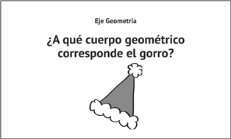 Eje Geometría
¿A qué cuerpo geométrico
corresponde el gorro?